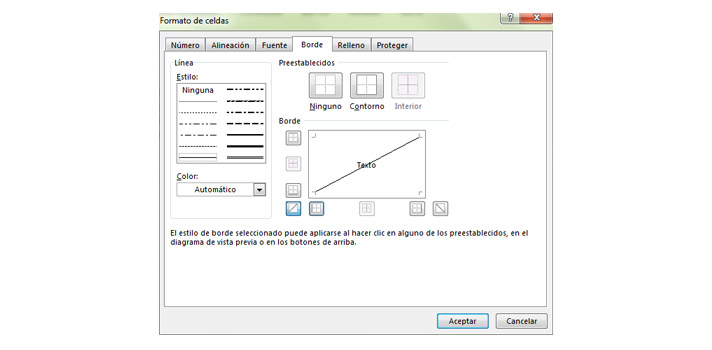 Formato de celdas
? X
Número Alineación Fuente Borde Relleno Proteger
Línea
Estilo:
Ninguna
Color:
Automático
Preestablecidos
Ninguno Contorno Interior
Borde
Texto
El estilo de borde seleccionado puede aplicarse al hacer clic en alguno de los preestablecidos, en el
diagrama de vista previa o en los botones de arriba.
Aceptar Cancelar